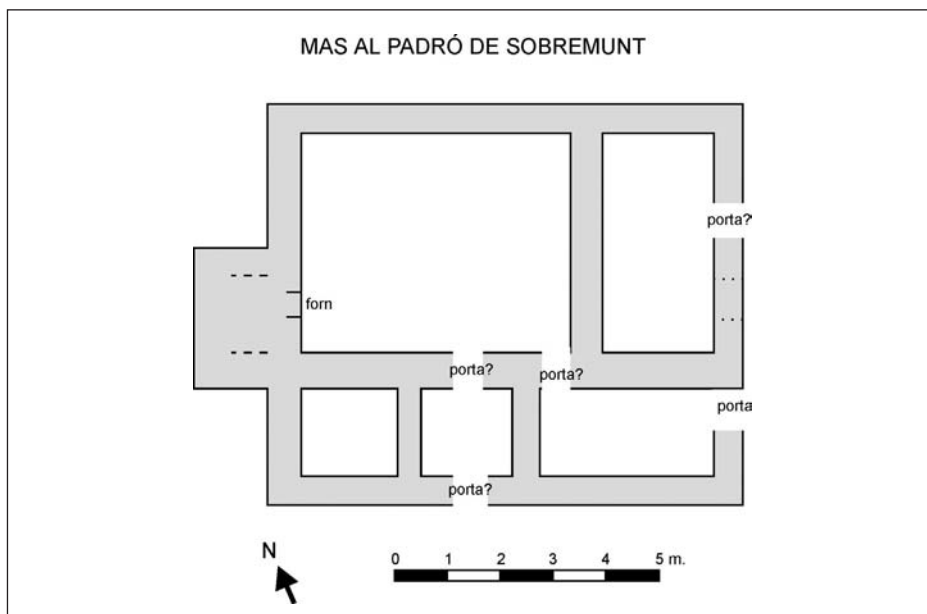 MAS AL PADRÓ DE SOBREMUNT
porta?
forn
porta?
porta?
porta
porta?
N
0 1 2 3 4 5 m.